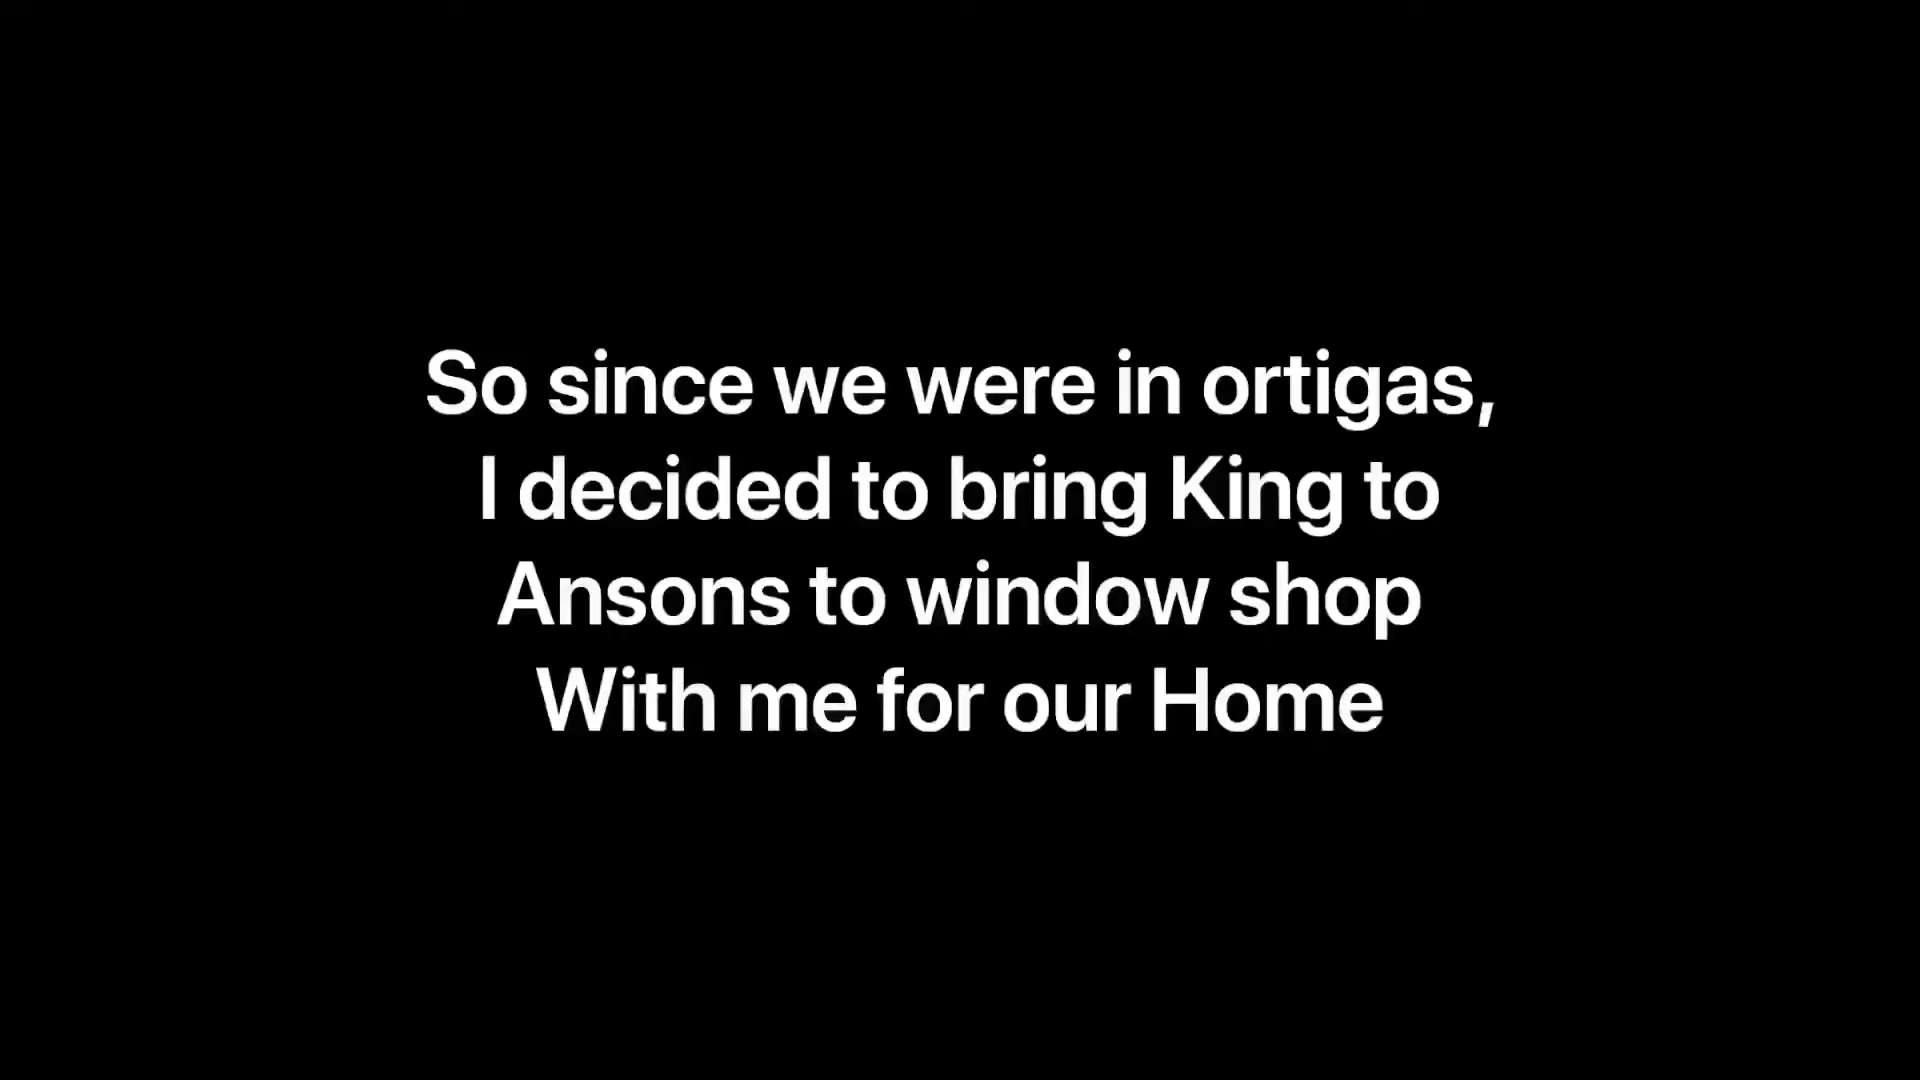 So since we were in ortigas,
I decided to bring King to
Ansons to window shop
With me for our Home